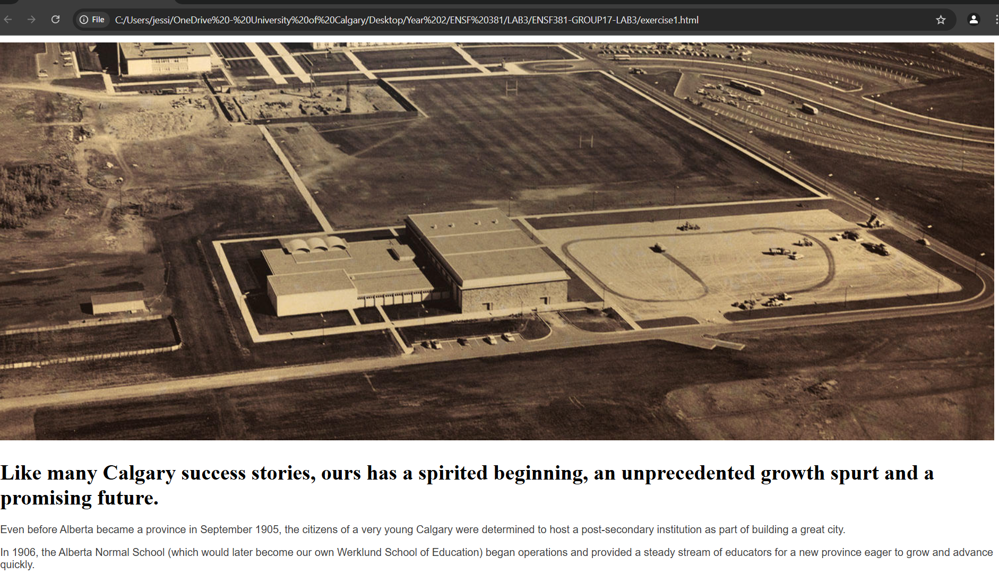 File
C:/Users/jessi/OneDrive%20-%20University%20of%20Calgary/Desktop/Year%202/ENSF%20381/LAB3/ENSF381-GROUP17-LAB3/exercise1.html
Like many Calgary success stories, ours has a spirited beginning, an unprecedented growth spurt and a
promising future.
Even before Alberta became a province in September 1905, the citizens of a very young Calgary were determined to host a post-secondary institution as part of building a great city.
In 1906, the Alberta Normal School (which would later become our own Werklund School of Education) began operations and provided a steady stream of educators for a new province eager to grow and advance
quickly.